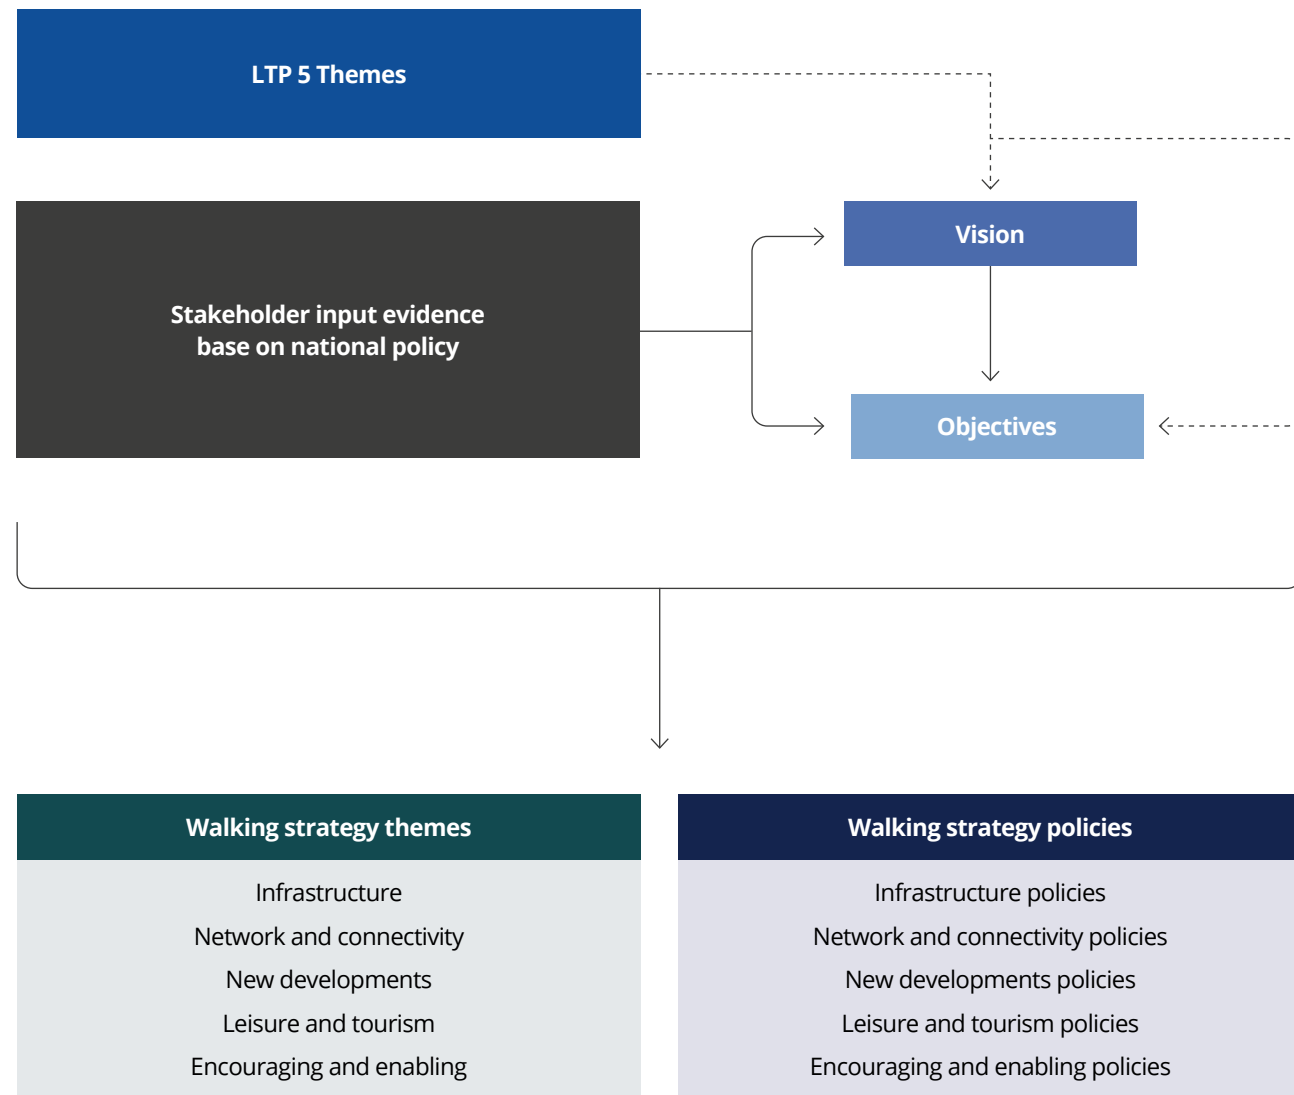 LTP 5 Themes
Vision
Stakeholder input evidence
base on national policy
Objectives
Walking strategy themes
Infrastructure
Network and connectivity
New developments
Leisure and tourism
Encouraging and enabling
Walking strategy policies
Infrastructure policies
Network and connectivity policies
New developments policies
Leisure and tourism policies
Encouraging and enabling policies